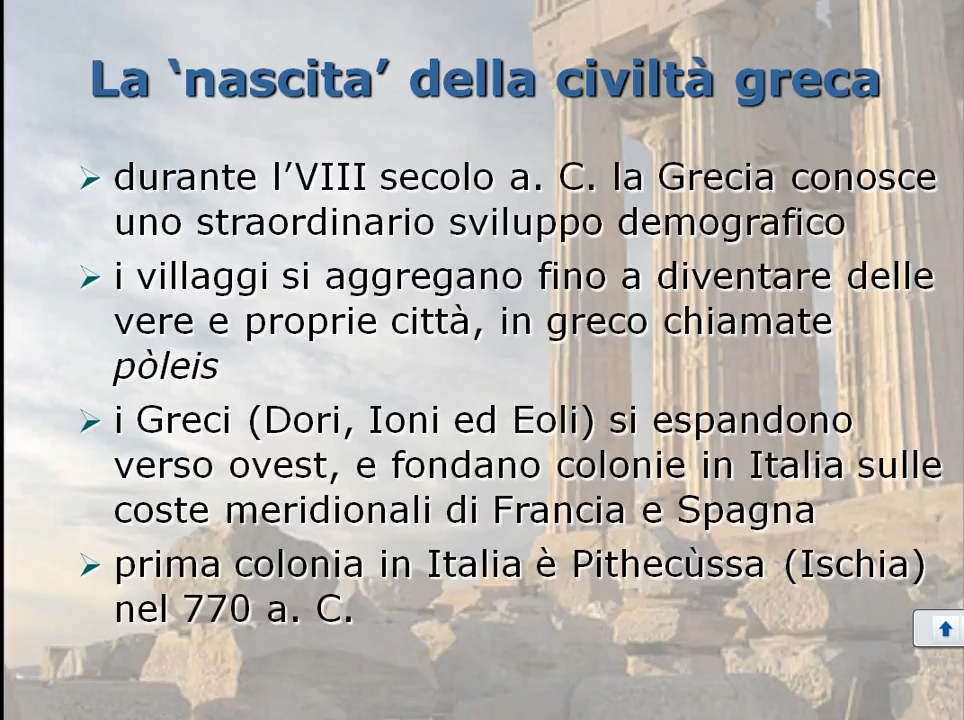 La ‘nascita’ della civiltà greca
durante l’VIII secolo a. C. la Grecia conosce
uno straordinario sviluppo demografico
i villaggi si aggregano fino a diventare delle
vere e proprie città, in greco chiamate
pòleis
i Greci (Dori, Ioni ed Eoli) si espandono
verso ovest, e fondano colonie in Italia sulle
coste meridionali di Francia e Spagna
prima colonia in Italia è Pithecùssa (Ischia)
nel 770 a. C.